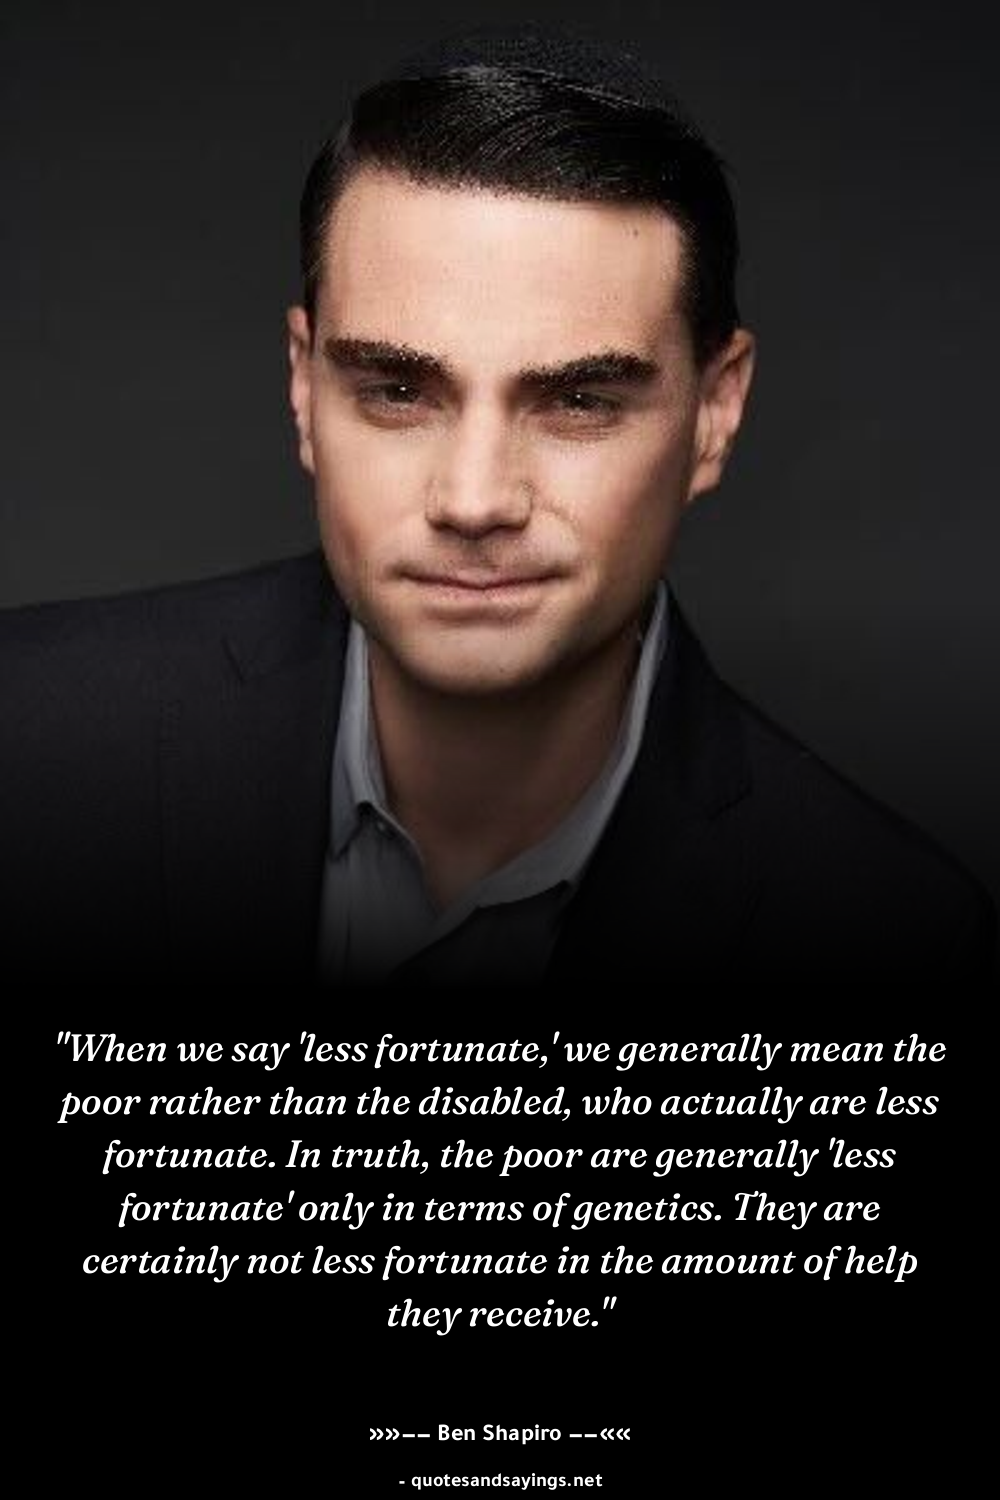 "When we say 'less fortunate,' we generally mean the
poor rather than the disabled, who actually are less
fortunate. In truth, the poor are generally 'less
fortunate' only in terms of genetics. They are
certainly not less fortunate in the amount of help
they receive."
»»−− Ben Shapiro −−««
- quotesandsayings.net